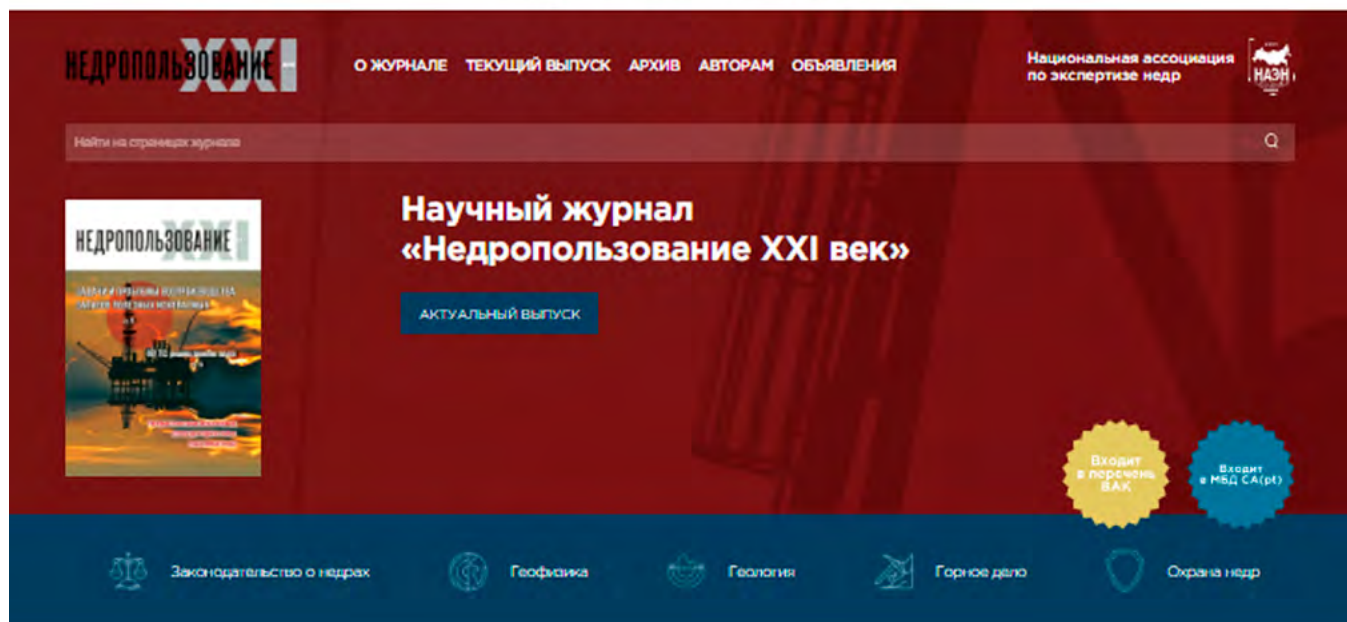 НЕДРОПОЛЬЗОВАНИЕ XXI ВЕК
О ЖУРНАЛЕ ТЕКУЩИЙ ВЫПУСК АРХИВ АВТОРАМ ОБЪЯВЛЕНИЯ
Национальная ассоциация
по экспертизе недр
НАЭН
Найти на страницах журнала
НЕДРОПОЛЬЗОВАНИЕ XXI
Научный журнал
«Недропользование XXI век»
АКТУАЛЬНЫЙ ВЫПУСК
Входит
в перечень
ВАК
Входит
в МБД CA(pt)
Законодательство о недрах
Геофизика
Геология
Горное дело
Охрана недр